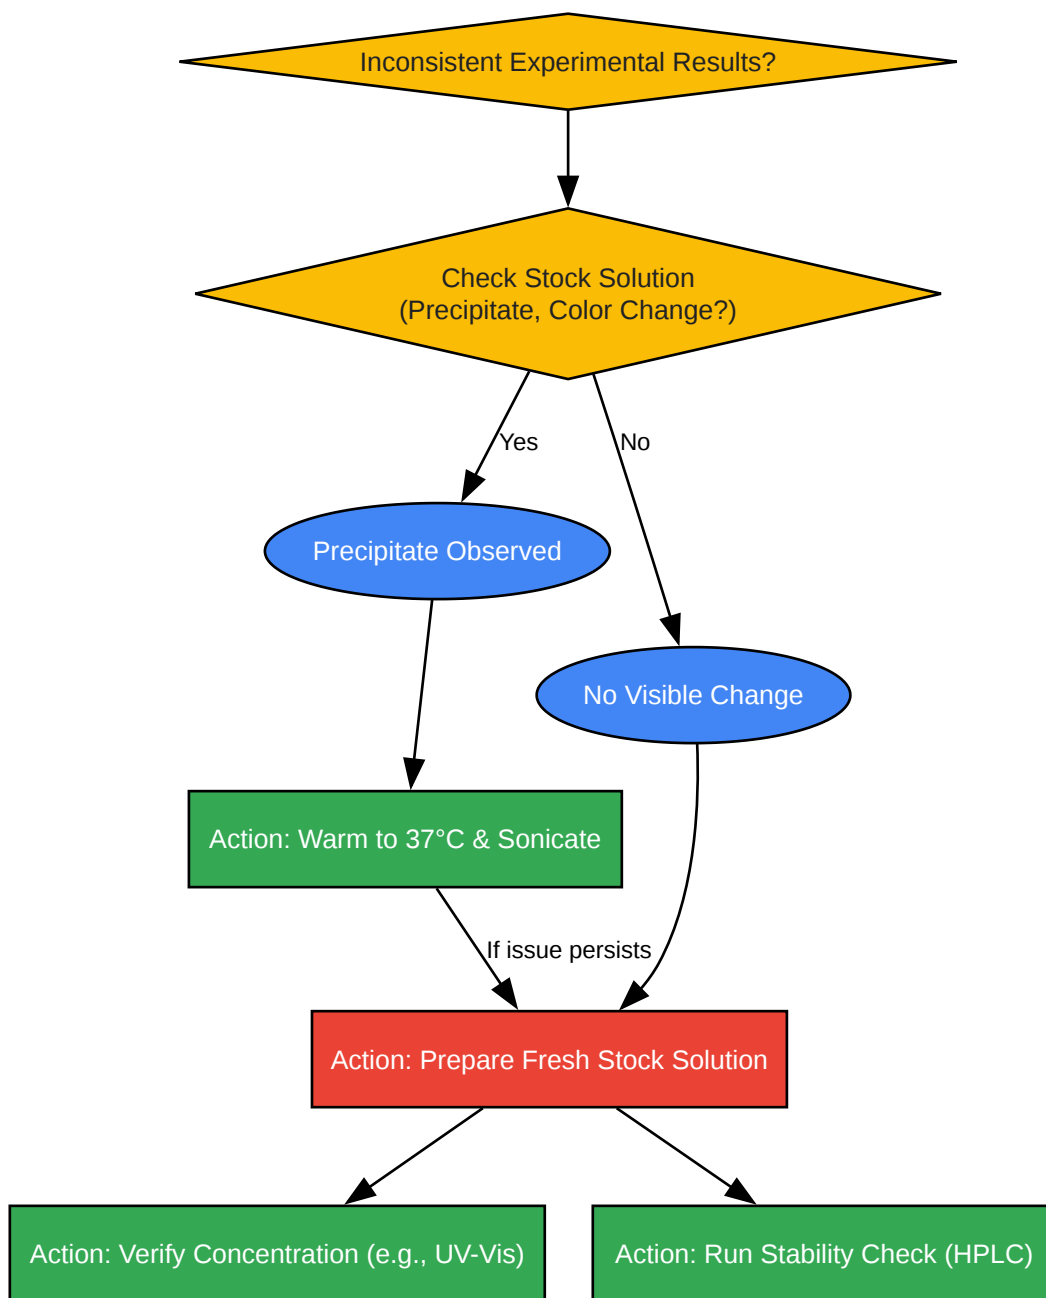 Inconsistent Experimental Results?
Check Stock Solution
(Precipitate, Color Change?)
Yes
No
Precipitate Observed
No Visible Change
Action: Warm to 37°C & Sonicate
If issue persists
Action: Prepare Fresh Stock Solution
Action: Verify Concentration (e.g., UV-Vis)
Action: Run Stability Check (HPLC)